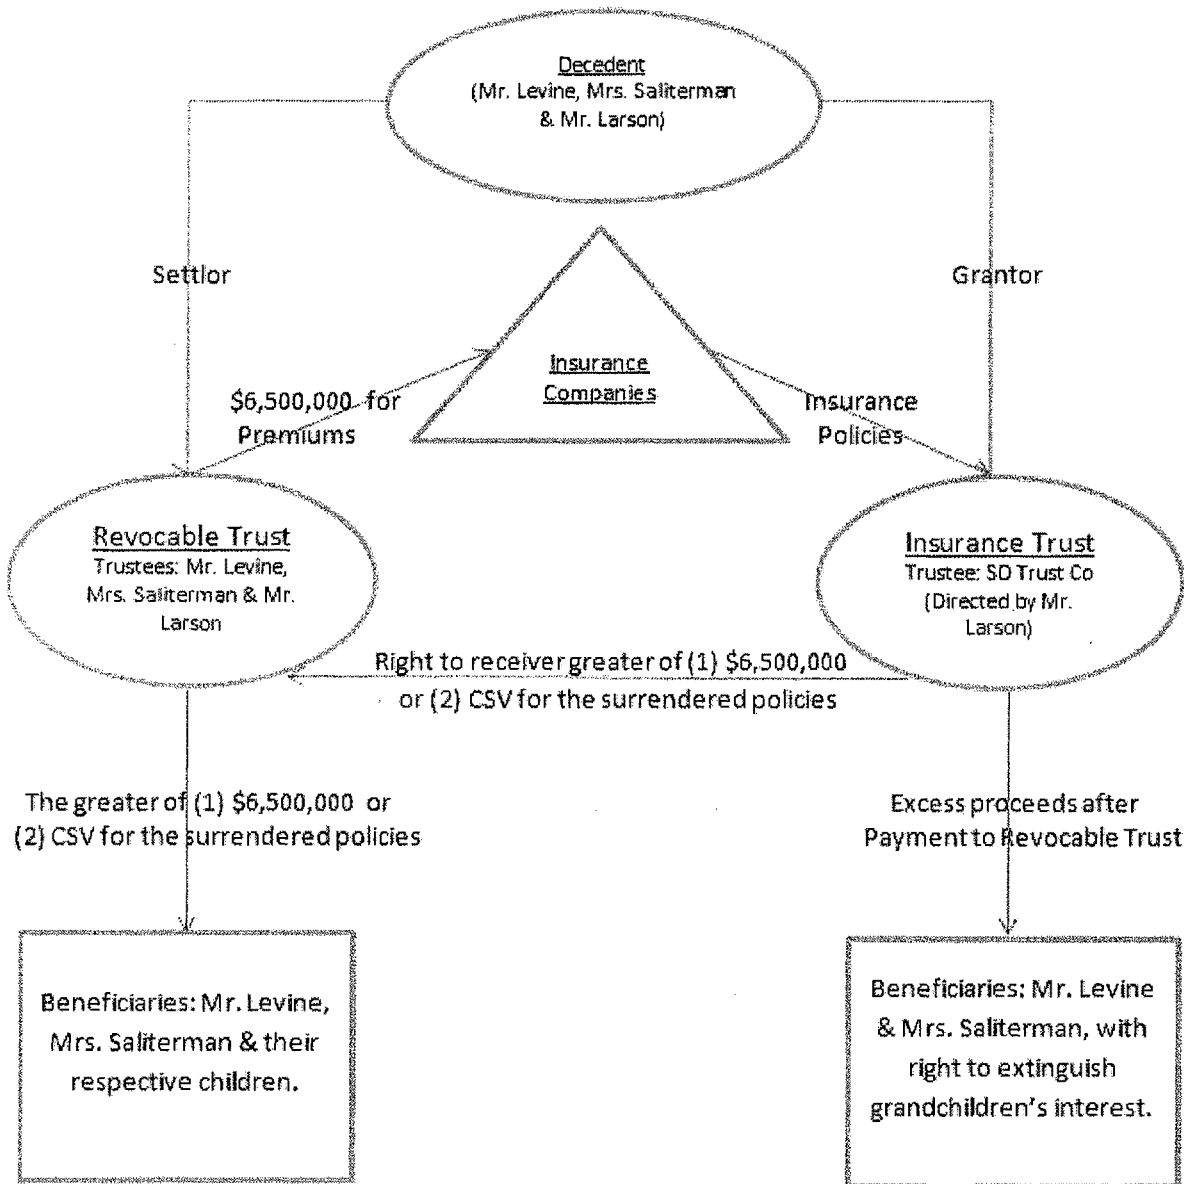 Decedent
(Mr. Levine, Mrs. Saliterman
& Mr. Larson)
Settlor
Grantor
Insurance
Companies
$6,500,000 for
Premiums
Insurance
Policies
Revocable Trust
Trustees: Mr. Levine,
Mrs. Saliterman & Mr.
Larson
Insurance Trust
Trustee: SD Trust Co
(Directed by Mr.
Larson)
Right to receiver greater of (1) $6,500,000
or (2) CSV for the surrendered policies
The greater of (1) $6,500,000 or
(2) CSV for the surrendered policies
Excess proceeds after
Payment to Revocable Trust
Beneficiaries: Mr. Levine,
Mrs. Saliterman & their
respective children.
Beneficiaries: Mr. Levine
& Mrs. Saliterman, with
right to extinguish
grandchildren's interest.